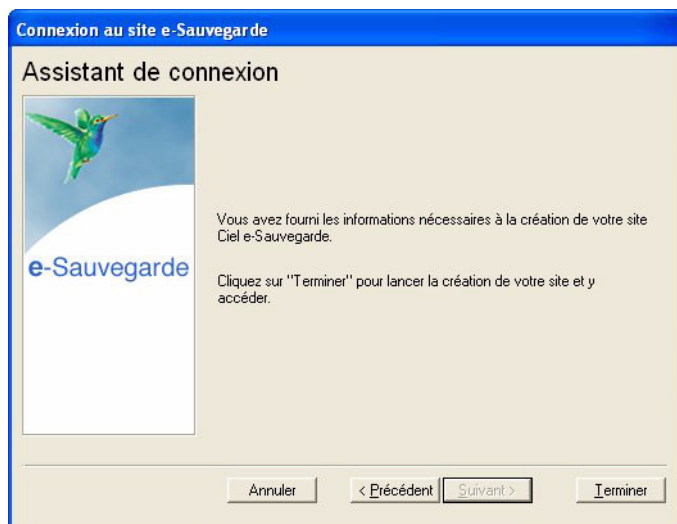 Connexion au site e-Sauvegarde
Assistant de connexion
e-Sauvegarde
Vous avez fourni les informations nécessaires à la création de votre site
Ciel e-Sauvegarde.
Cliquez sur "Terminer" pour lancer la création de votre site et y
accéder.
Annuler
< Précédent
Suivant >
Terminer